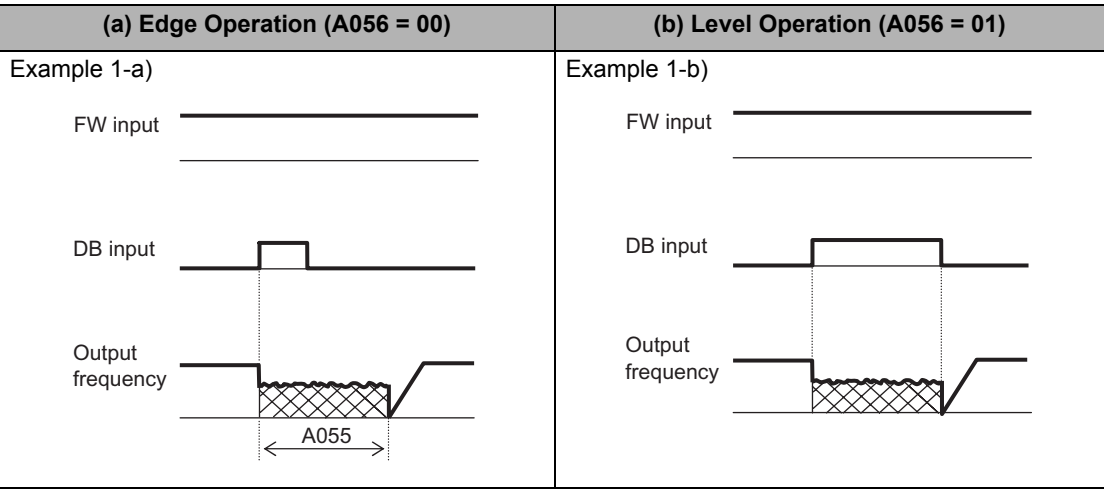 (a) Edge Operation (A056 = 00)
(b) Level Operation (A056 = 01)
Example 1-a)
FW input
DB input
Output
frequency
A055
Example 1-b)
FW input
DB input
Output
frequency